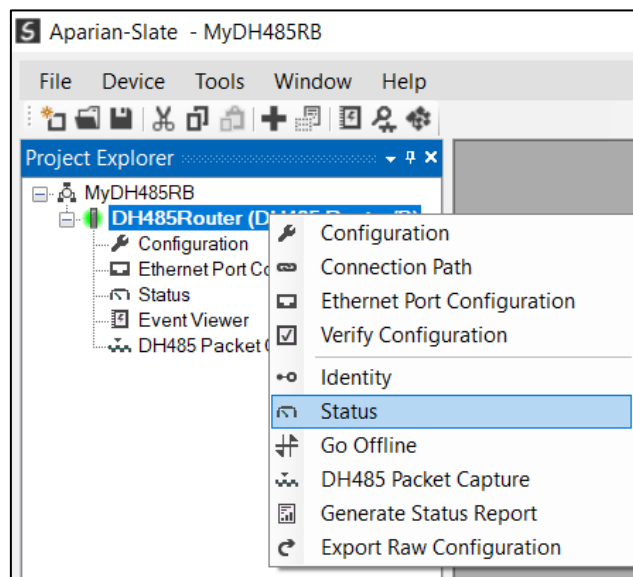 Aparian-Slate - MyDH485RB
File Device Tools Window Help
Project Explorer
MyDH485RB
DH485Router (DH485 Router/B)
Configuration
Ethernet Port Co
Status
Event Viewer
DH485 Packet
Configuration
Connection Path
Ethernet Port Configuration
Verify Configuration
Identity
Status
Go Offline
DH485 Packet Capture
Generate Status Report
Export Raw Configuration